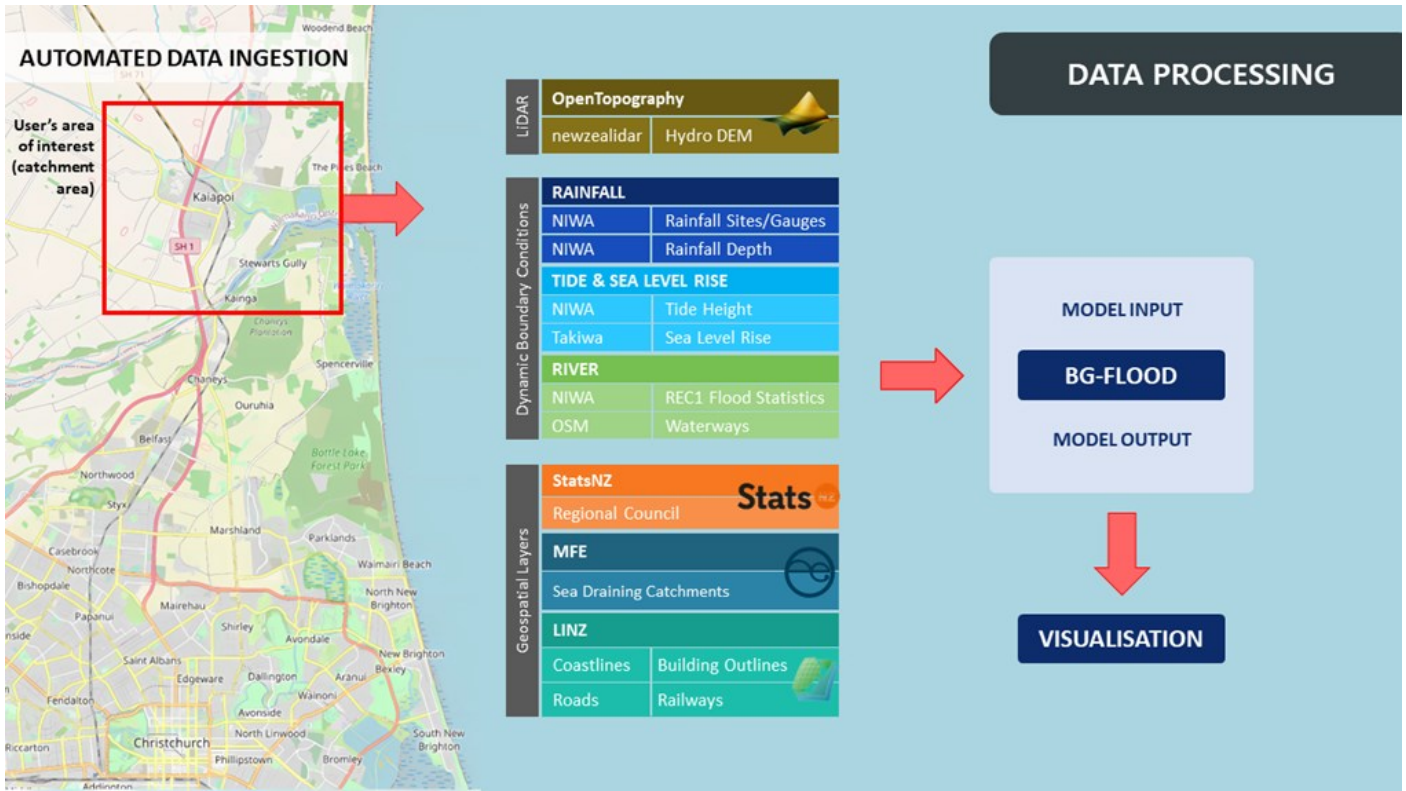 AUTOMATED DATA INGESTION
User's area
of interest
(catchment
area)
Woodend Beach
SH 71
The Pines Beach
Kaiapoi
SH 1
Stewarts Gully
Kainga
Chaneys
Plantation
Spencerville
Chaneys
Ouruhia
Belfast
Bottle Lake
Forest Park
Northwood
Styx
Marshland
Parklands
Casebrook
Northcote
Waimairi Beach
Bishopdale
North New
Brighton
Papanui
Mairehau
Shirley
Avondale
Saint Albans
New Brighton
Edgeware
Dallington
Aranui
Bexley
Wainoni
Fendalton
Avonside
North Linwood
South New
Brighton
Riccarton
Christchurch
Phillipstown
Bromley
Addington
LiDAR
OpenTopography
newzealidar Hydro DEM
Dynamic Boundary Conditions
RAINFALL
NIWA Rainfall Sites/Gauges
NIWA Rainfall Depth
TIDE & SEA LEVEL RISE
NIWA Tide Height
Takiwa Sea Level Rise
RIVER
NIWA REC1 Flood Statistics
OSM Waterways
Geospatial Layers
StatsNZ
Regional Council
Stats
MFE
Sea Draining Catchments
LINZ
Coastlines Building Outlines
Roads Railways
DATA PROCESSING
MODEL INPUT
BG-FLOOD
MODEL OUTPUT
VISUALISATION